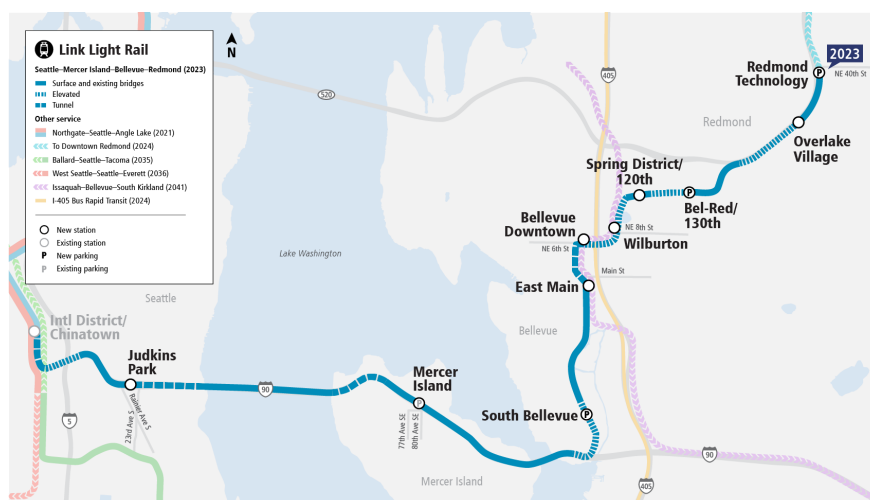 Link Light Rail
Seattle–Mercer Island–Bellevue–Redmond (2023)
Surface and existing bridges
Elevated
Tunnel
Other service
Northgate–Seattle–Angle Lake (2021)
To Downtown Redmond (2024)
Ballard–Seattle–Tacoma (2035)
West Seattle–Seattle–Everett (2036)
Issaquah–Bellevue–South Kirkland (2041)
I-405 Bus Rapid Transit (2024)
New station
Existing station
P New parking
P Existing parking
N
520
405
2023
Redmond
Technology
P
NE 40th St
Redmond
Overlake
Village
Spring District/
120th
P
Bel-Red/
130th
Bellevue
Downtown
NE 8th St
Wilburton
NE 6th St
Main St
East Main
Lake Washington
Seattle
Intl District/
Chinatown
Bellevue
Judkins
Park
Mercer
Island
P
90
South Bellevue
P
5
23rd Ave S
Rainier Ave S
77th Ave SE
80th Ave SE
90
Mercer Island
405